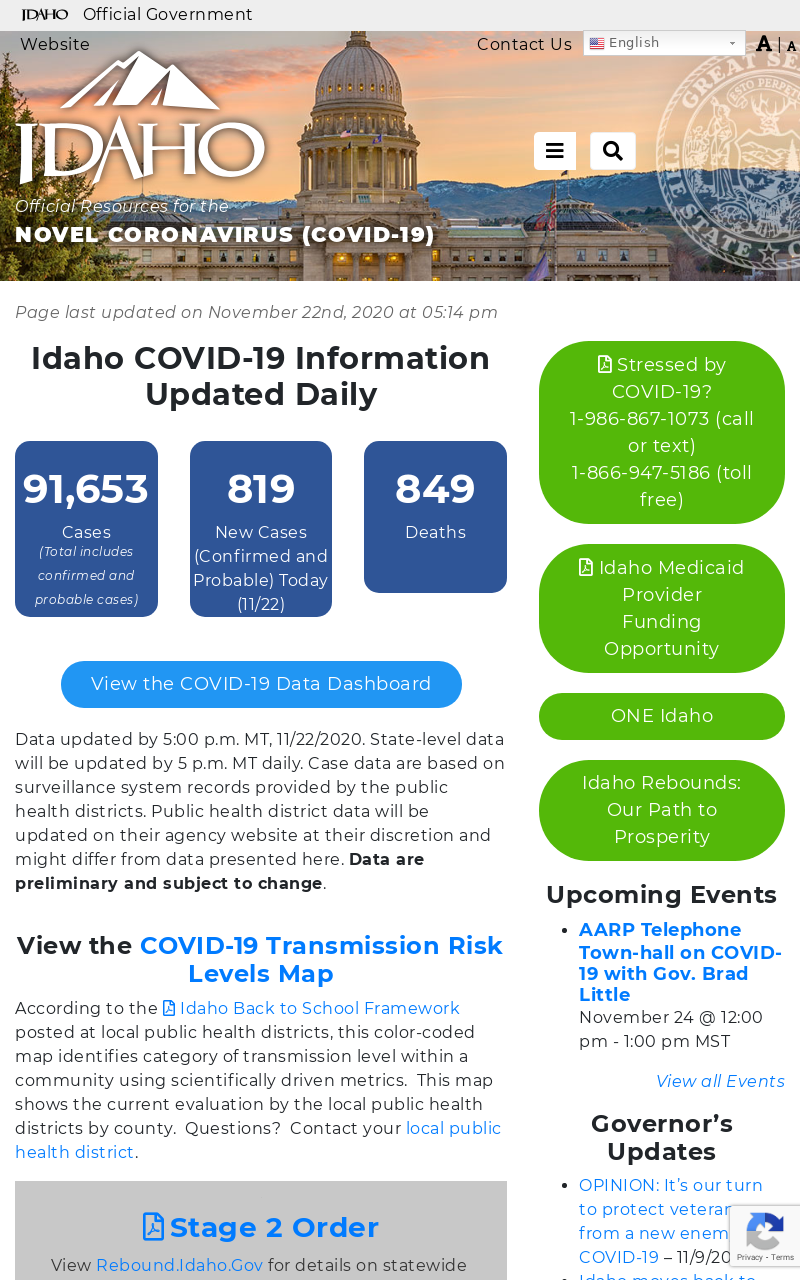 IDAHO Official Government
Website
Contact Us
English
A | A
IDAHO
Official Resources for the
NOVEL CORONAVIRUS (COVID-19)
GREAT SEAL
ESTO PERPETUA
THE STATE
Page last updated on November 22nd, 2020 at 05:14 pm
Idaho COVID-19 Information
Updated Daily
91,653
Cases
(Total includes
confirmed and
probable cases)
819
New Cases
(Confirmed and
Probable) Today
(11/22)
849
Deaths
View the COVID-19 Data Dashboard
Data updated by 5:00 p.m. MT, 11/22/2020. State-level data
will be updated by 5 p.m. MT daily. Case data are based on
surveillance system records provided by the public
health districts. Public health district data will be
updated on their agency website at their discretion and
might differ from data presented here. Data are
preliminary and subject to change.
View the COVID-19 Transmission Risk
Levels Map
According to the Idaho Back to School Framework
posted at local public health districts, this color-coded
map identifies category of transmission level within a
community using scientifically driven metrics. This map
shows the current evaluation by the local public health
districts by county. Questions? Contact your local public
health district.
Stage 2 Order
View Rebound.Idaho.Gov for details on statewide
Stressed by
COVID-19?
1-986-867-1073 (call
or text)
1-866-947-5186 (toll
free)
Idaho Medicaid
Provider
Funding
Opportunity
ONE Idaho
Idaho Rebounds:
Our Path to
Prosperity
Upcoming Events
AARP Telephone
Town-hall on COVID-
19 with Gov. Brad
Little
November 24 @ 12:00
pm - 1:00 pm MST
View all Events
Governor's
Updates
OPINION: It's our turn
to protect
from a new
COVID-19 – 11/9/20
Idaho moves back to
Privacy - Terms